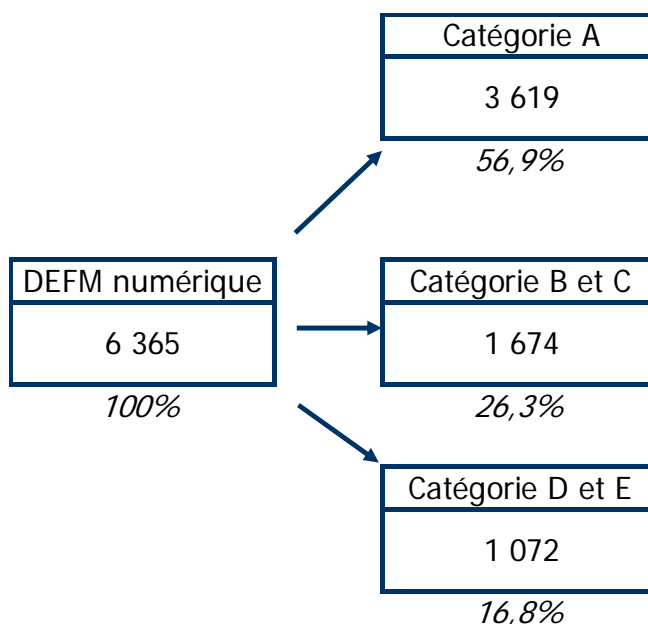 Catégorie A
3 619
56,9%
DEFM numérique
6 365
100%
Catégorie B et C
1 674
26,3%
Catégorie D et E
1 072
16,8%